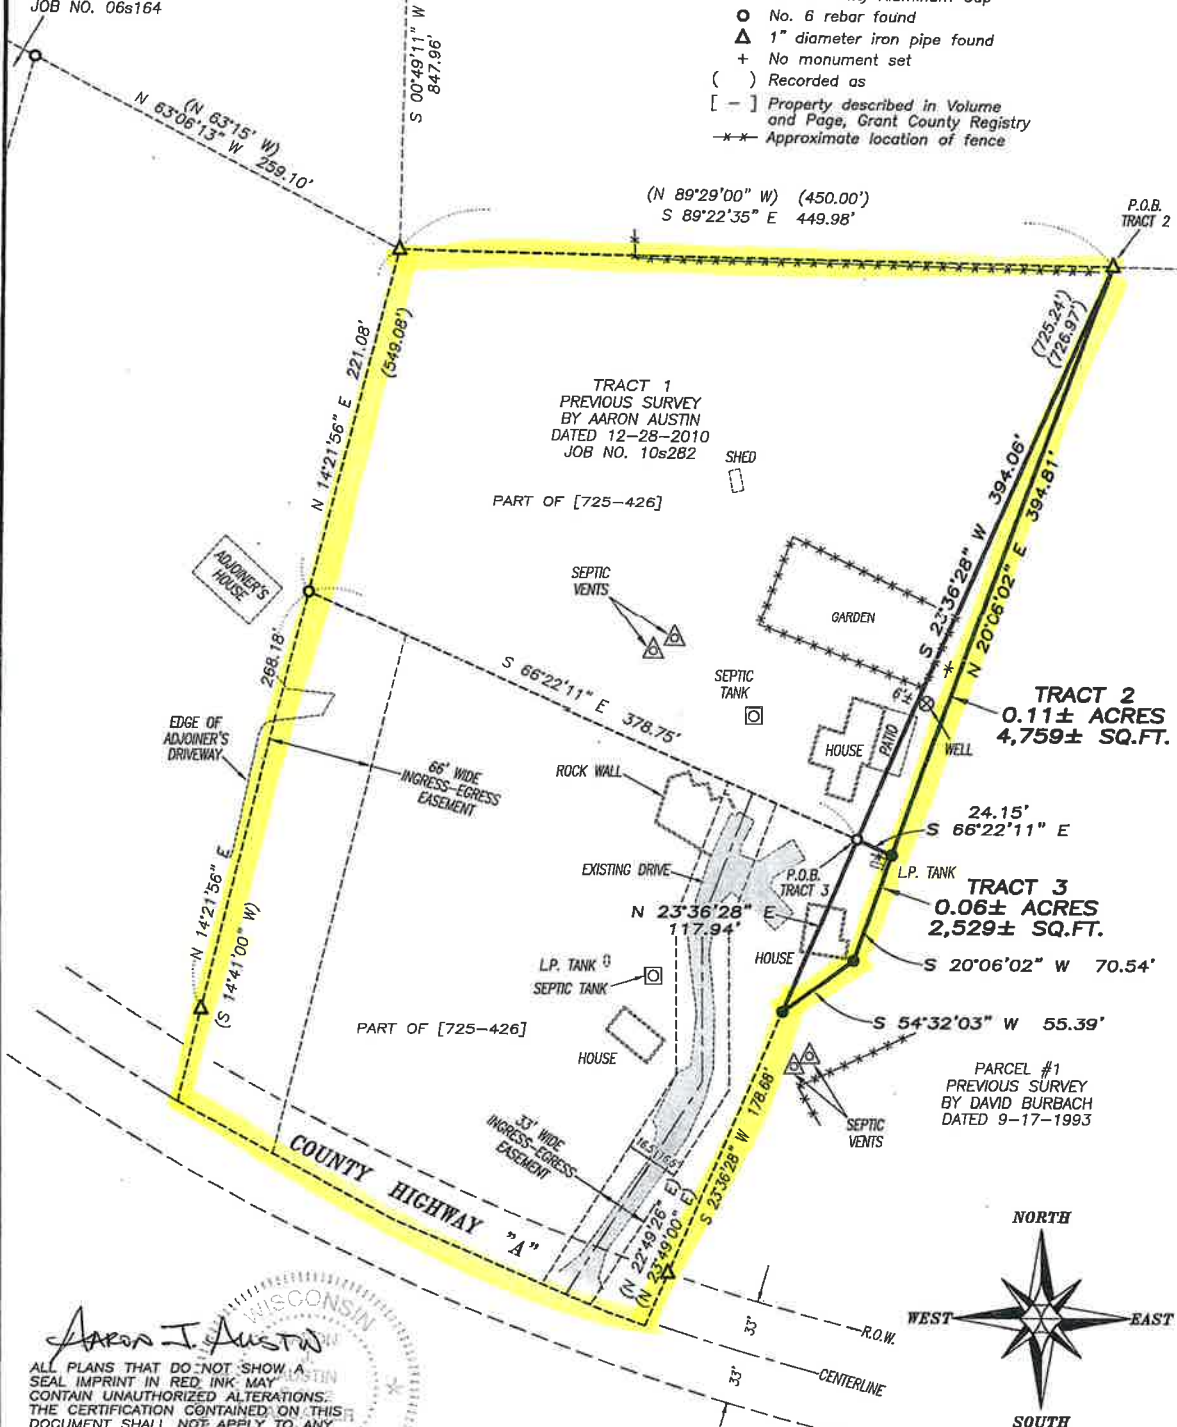 JOB NO. 06s164
S 00°49'11" W
847.96'
No. 6 rebar found
1" diameter iron pipe found
+ No monument set
( ) Recorded as
[ - ] Property described in Volume
and Page, Grant County Registry
Approximate location of fence
(N 63°15' W)
N 63°06'13" W 259.10'
(N 89°29'00" W) (450.00')
S 89°22'35" E 449.98'
P.O.B.
TRACT 2
N 14°21'56" E 221.08'
(549.08')
(725.24')
(726.97')
TRACT 1
PREVIOUS SURVEY
BY AARON AUSTIN
DATED 12-28-2010
JOB NO. 10s282
SHED
PART OF [725-426]
S 23°36'28" W 394.06'
N 20°06'02" E 394.81'
ADJOINER'S
HOUSE
SEPTIC
VENTS
GARDEN
268.18'
S 66°22'11" E 378.75'
SEPTIC
TANK
6'±
TRACT 2
0.11± ACRES
4,759± SQ.FT.
EDGE OF
ADJOINER'S
DRIVEWAY
HOUSE
PATIO
WELL
66' WIDE
INGRESS-EGRESS
EASEMENT
ROCK WALL
24.15'
S 66°22'11" E
EXISTING DRIVE
P.O.B.
TRACT 3
L.P. TANK
TRACT 3
0.06± ACRES
2,529± SQ.FT.
N 23°36'28" E
117.94'
N 14°21'56" E
(S 14°41'00" W)
HOUSE
L.P. TANK
SEPTIC TANK
S 20°06'02" W 70.54'
PART OF [725-426]
HOUSE
S 54°32'03" W 55.39'
PARCEL #1
PREVIOUS SURVEY
BY DAVID BURBACH
DATED 9-17-1993
S 23°36'28" W 178.68'
SEPTIC
VENTS
33' WIDE
INGRESS-EGRESS
EASEMENT
16.5' 16.5'
COUNTY HIGHWAY "A"
(N 22°49'26" E)
(N 23°49'00" E)
NORTH
WEST
EAST
SOUTH
33'
R.O.W.
33'
CENTERLINE
WISCONSIN
AUSTIN
Aaron J. Austin
ALL PLANS THAT DO NOT SHOW A
SEAL IMPRINT IN RED INK MAY
CONTAIN UNAUTHORIZED ALTERATIONS.
THE CERTIFICATION CONTAINED ON THIS
DOCUMENT SHALL NOT APPLY TO ANY